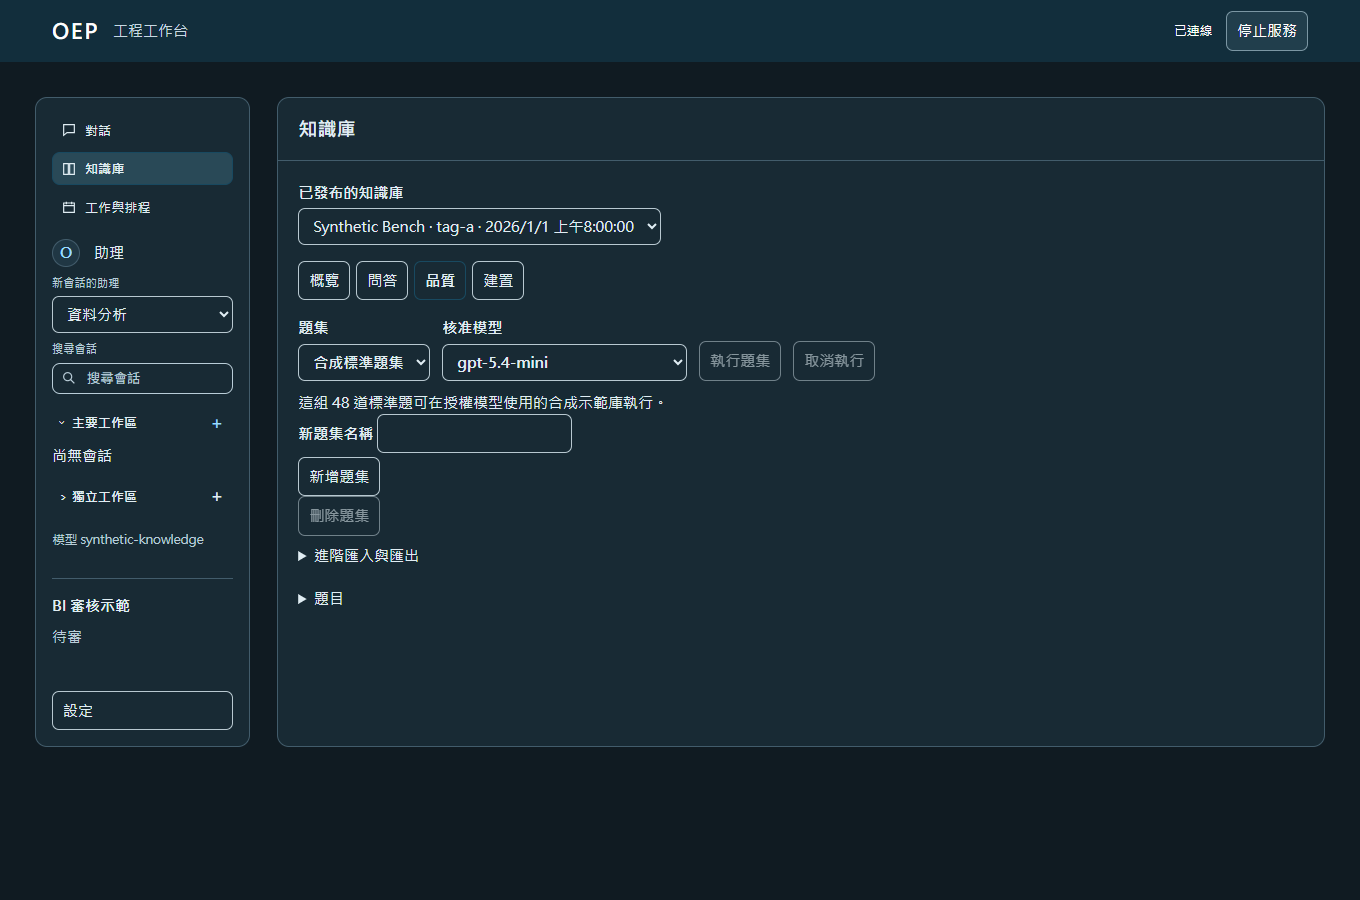 OEP 工程工作台
已連線 停止服務
對話
知識庫
工作與排程
O 助理
新會話的助理
資料分析
搜尋會話
搜尋會話
主要工作區 +
尚無會話
獨立工作區 +
模型 synthetic-knowledge
BI 審核示範
待審
設定
知識庫
已發布的知識庫
Synthetic Bench · tag-a · 2026/1/1 上午8:00:00
概覽 問答 品質 建置
題集 核准模型
合成標準題集 gpt-5.4-mini 執行題集 取消執行
這組 48 道標準題可在授權模型使用的合成示範庫執行。
新題集名稱
新增題集
刪除題集
進階匯入與匯出
題目